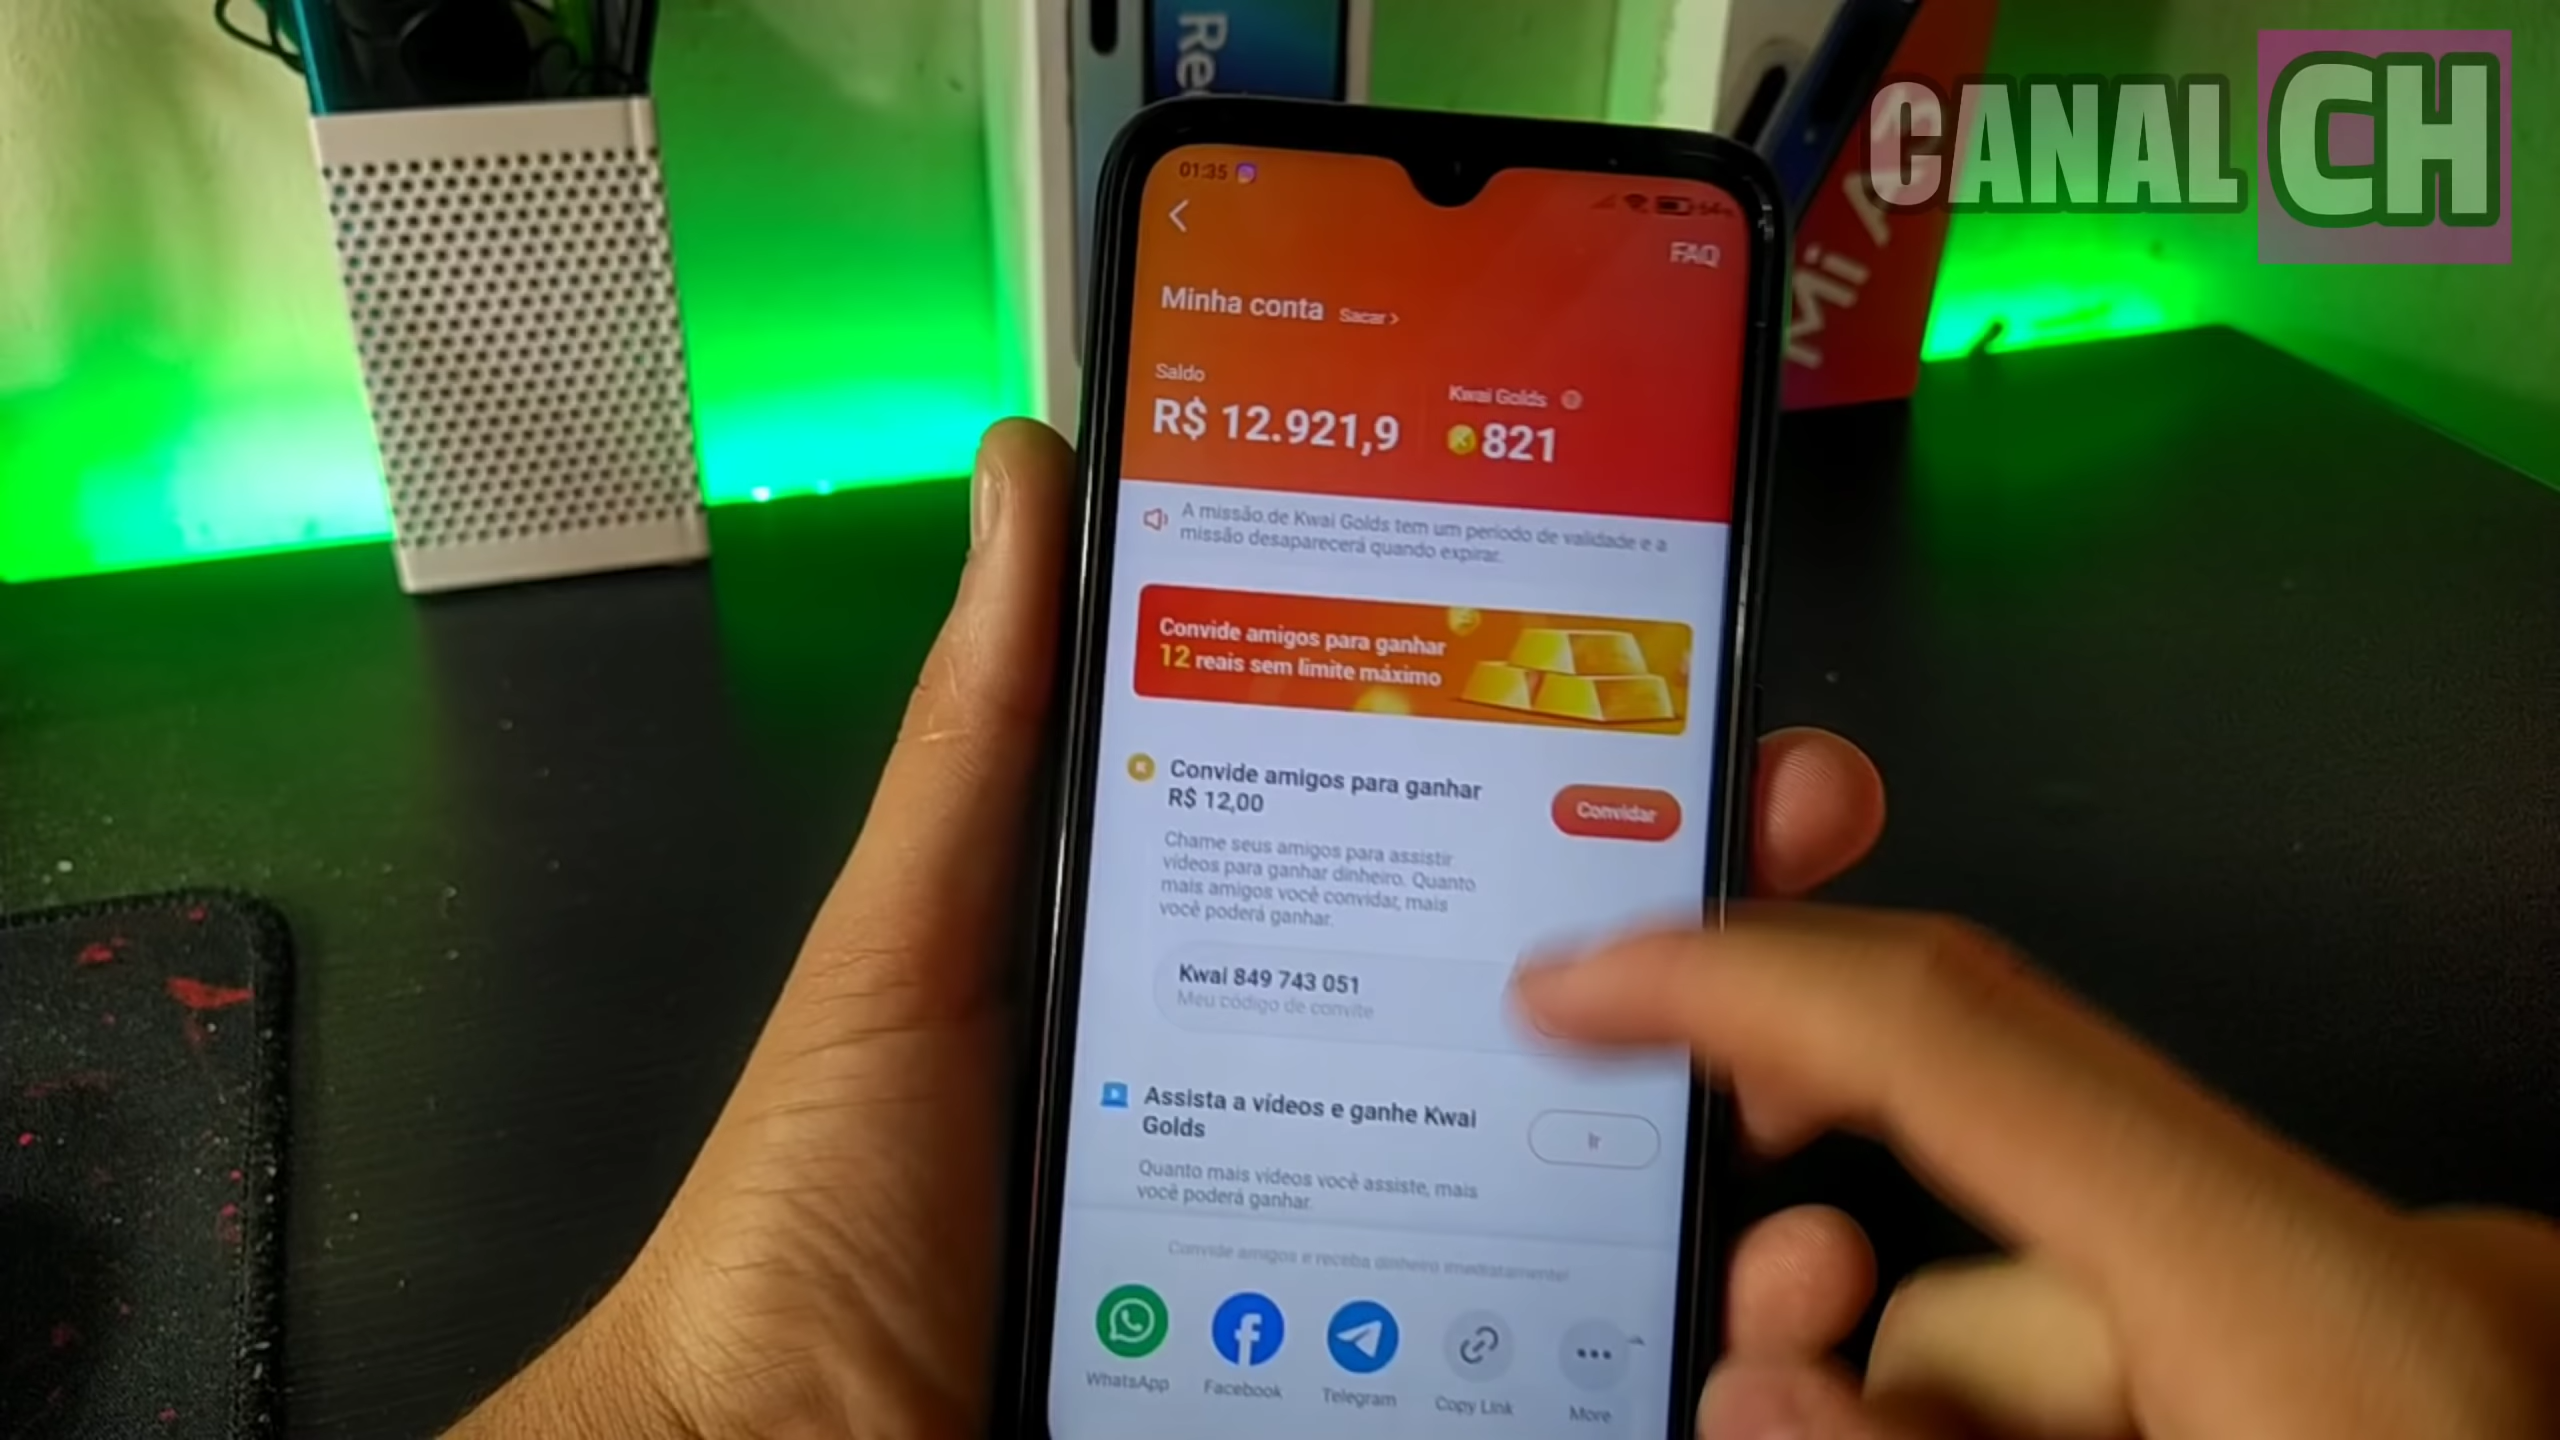 CANAL CH
Re
Mi A
01:35
FAQ
Minha conta Sacar >
Saldo
Kwai Golds
R$ 12.921,9
821
A missão de Kwai Golds tem um período de validade e a
missão desaparecerá quando expirar.
Convide amigos para ganhar
12 reais sem limite máximo
Convide amigos para ganhar
R$ 12,00
Convidar
Chame seus amigos para assistir
vídeos para ganhar dinheiro. Quanto
mais amigos você convidar, mais
você poderá ganhar.
Kwai 849 743 051
Meu código de convite
Assista a vídeos e ganhe Kwai
Golds
Ir
Quanto mais vídeos você assiste, mais
você poderá ganhar.
Convide amigos e receba dinheiro imediatamente!
WhatsApp
Facebook
Telegram
Copy Link
More